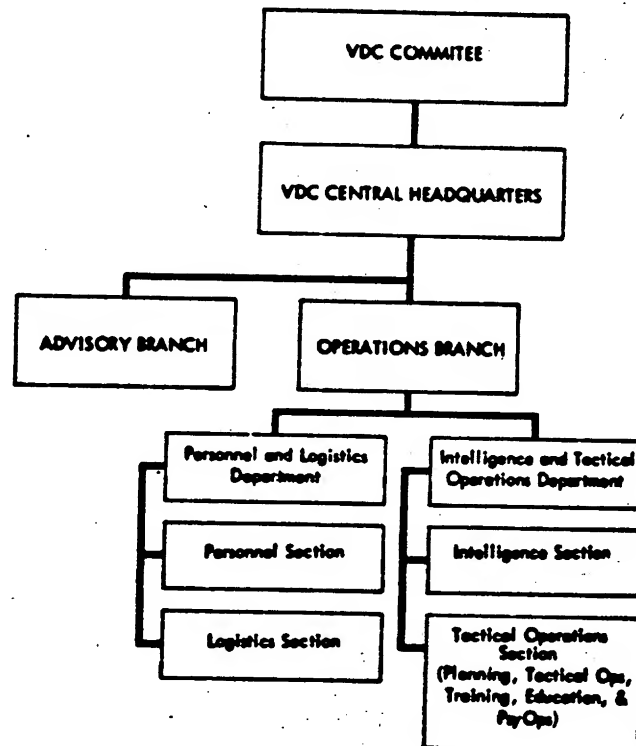 VDC COMMITEE
VDC CENTRAL HEADQUARTERS
ADVISORY BRANCH
OPERATIONS BRANCH
Personnel and Logistics
Department
Intelligence and Tactical
Operations Department
Personnel Section
Intelligence Section
Logistics Section
Tactical Operations
Section
(Planning, Tactical Ops,
Training, Education, &
PsyOps)